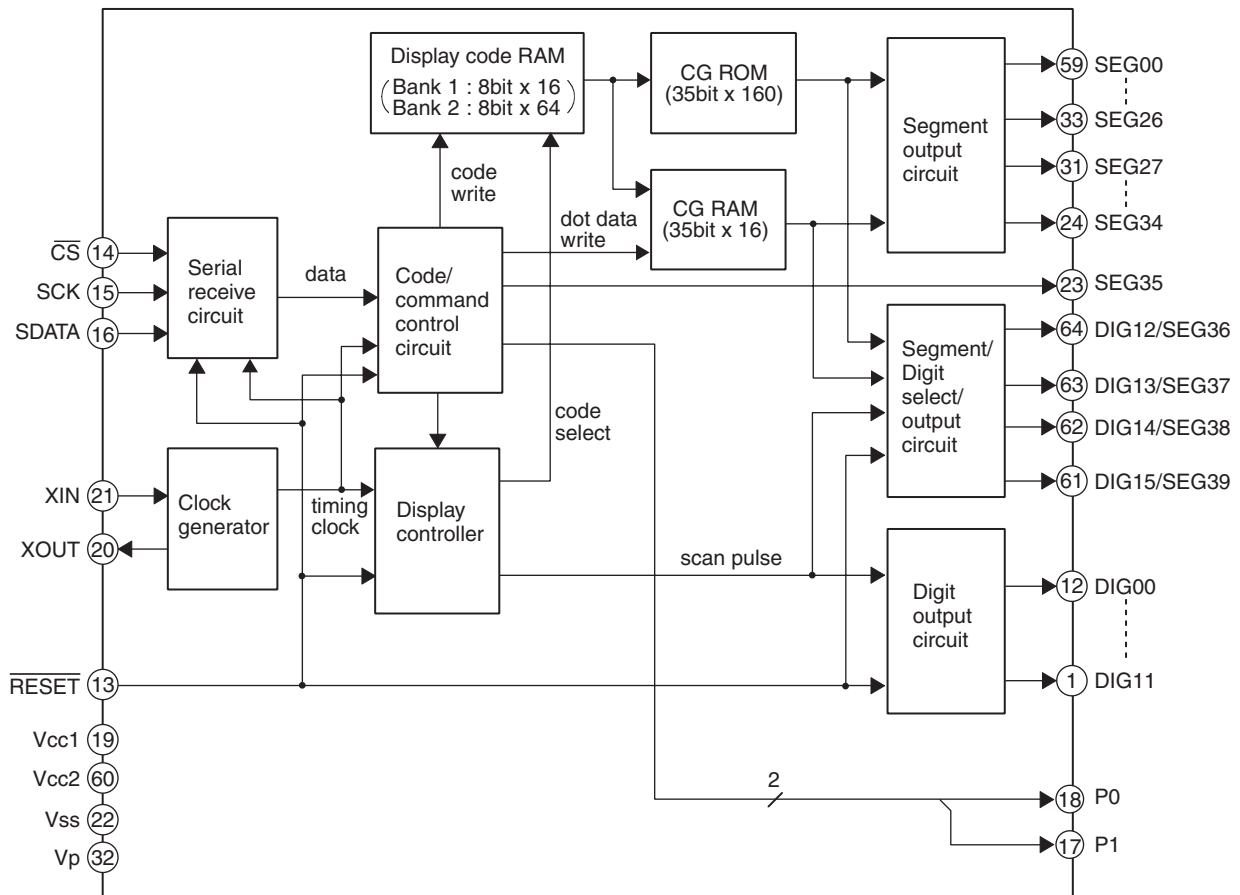 Display code RAM
(Bank 1 : 8bit x 16
Bank 2 : 8bit x 64)
CG ROM
(35bit x 160)
Segment
output
circuit
59 SEG00
33 SEG26
31 SEG27
24 SEG34
code
write
dot data
write
CG RAM
(35bit x 16)
CS 14
SCK 15
SDATA 16
Serial
receive
circuit
data
Code/
command
control
circuit
23 SEG35
Segment/
Digit
select/
output
circuit
64 DIG12/SEG36
63 DIG13/SEG37
62 DIG14/SEG38
61 DIG15/SEG39
code
select
XIN 21
XOUT 20
Clock
generator
timing
clock
Display
controller
scan pulse
Digit
output
circuit
12 DIG00
1 DIG11
RESET 13
Vcc1 19
Vcc2 60
Vss 22
Vp 32
2
18 P0
17 P1